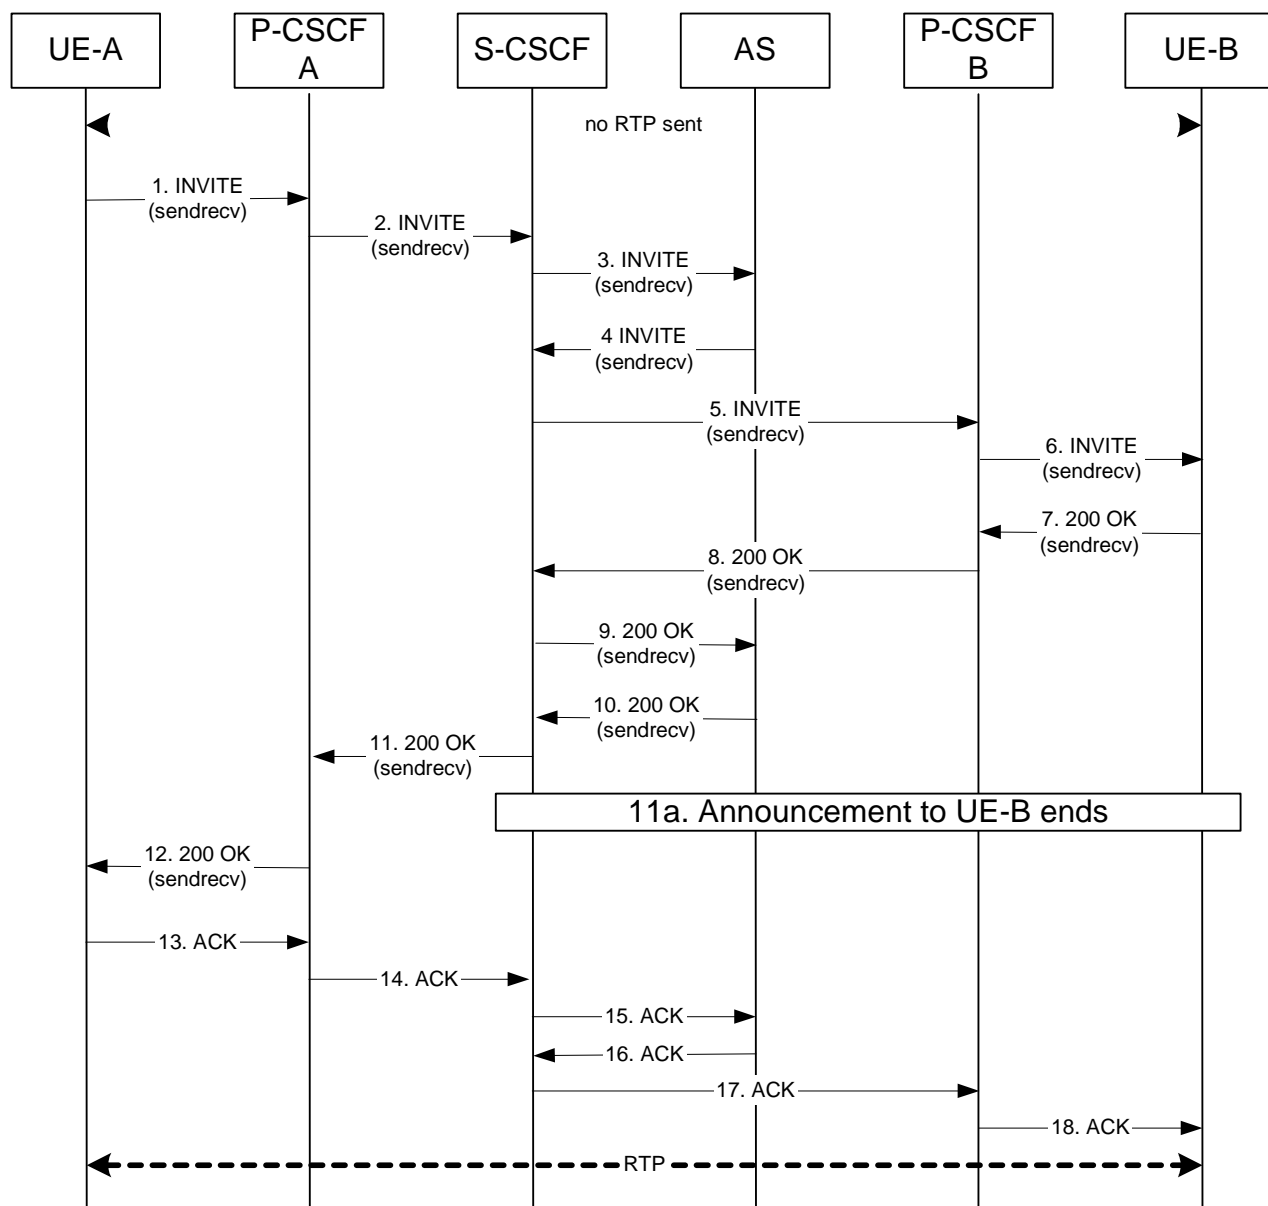 UE-A
P-CSCF
A
S-CSCF
AS
P-CSCF
B
UE-B
no RTP sent
1. INVITE
(sendrecv)
2. INVITE
(sendrecv)
3. INVITE
(sendrecv)
4 INVITE
(sendrecv)
5. INVITE
(sendrecv)
6. INVITE
(sendrecv)
7. 200 OK
(sendrecv)
8. 200 OK
(sendrecv)
9. 200 OK
(sendrecv)
10. 200 OK
(sendrecv)
11. 200 OK
(sendrecv)
11a. Announcement to UE-B ends
12. 200 OK
(sendrecv)
13. ACK
14. ACK
15. ACK
16. ACK
17. ACK
18. ACK
RTP